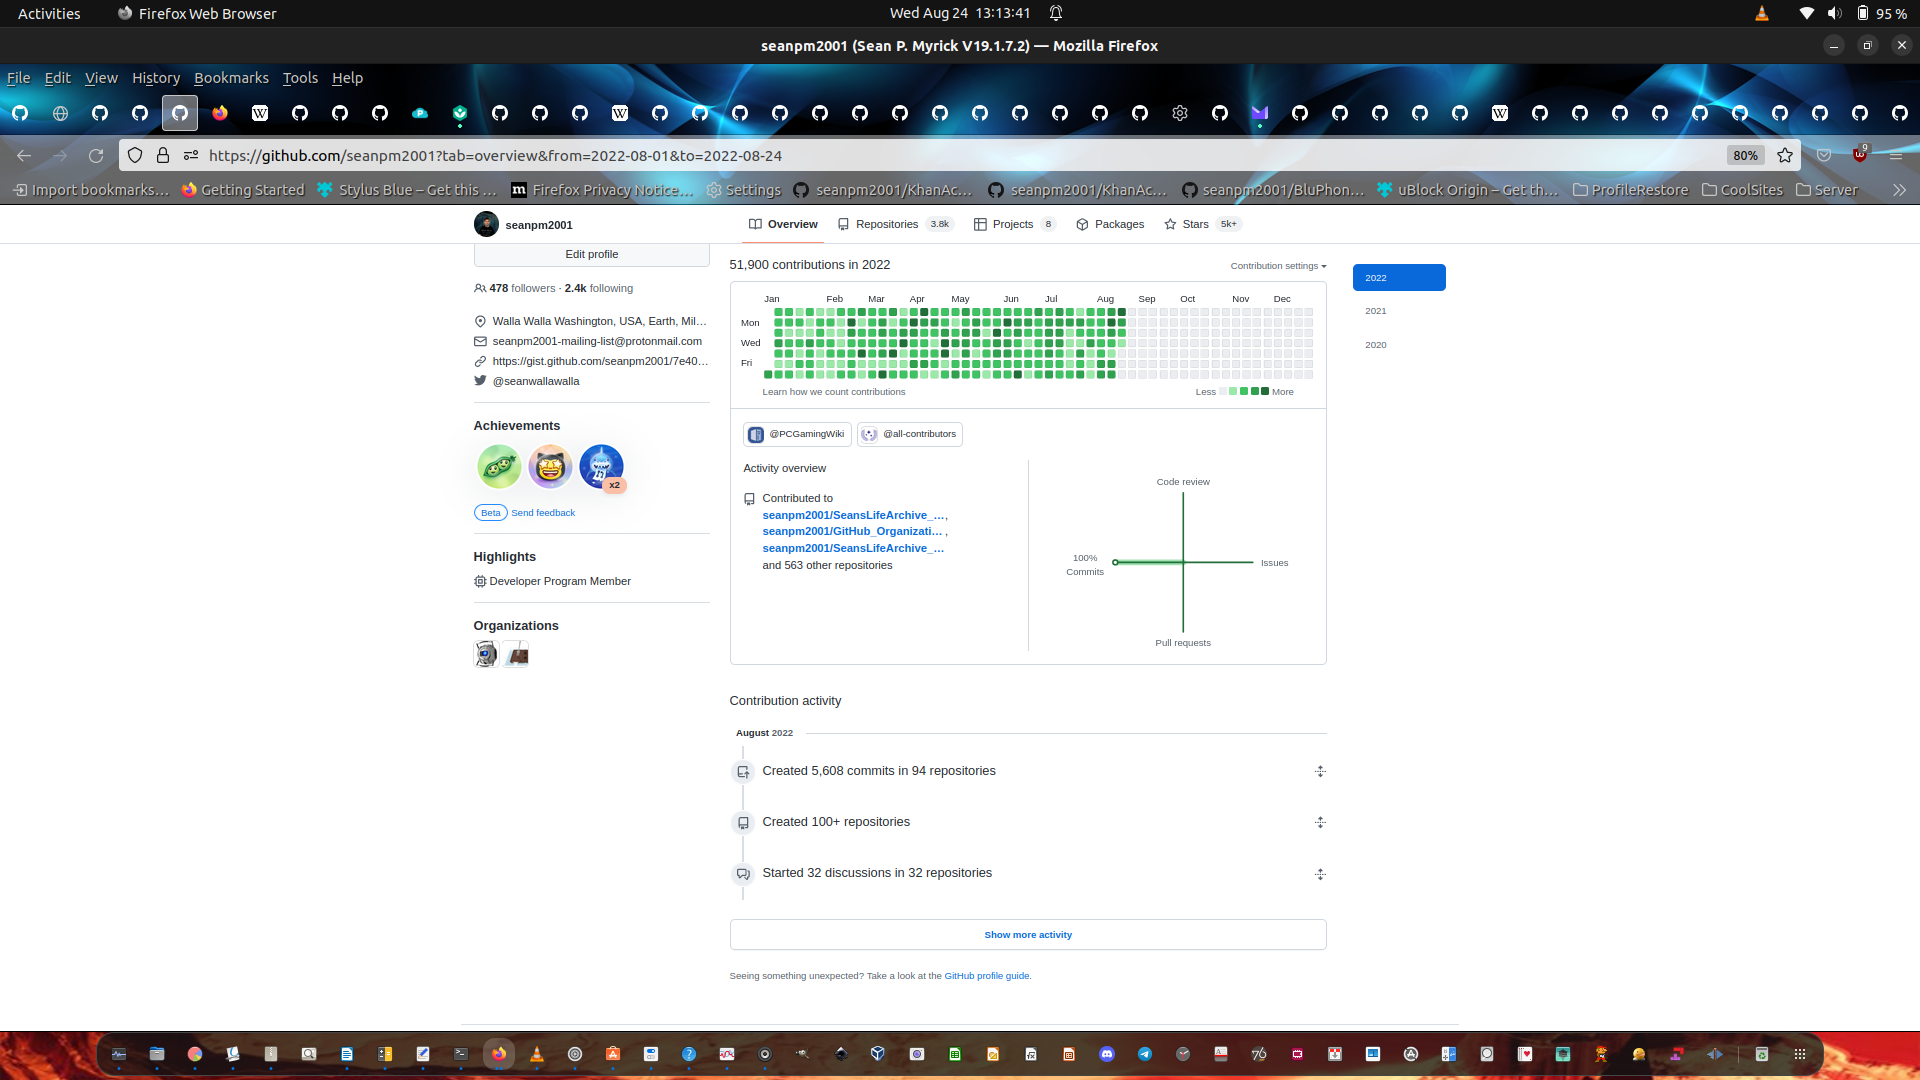 Activities
Firefox Web Browser
Wed Aug 24 13:13:41
95 %
seanpm2001 (Sean P. Myrick V19.1.7.2) — Mozilla Firefox
File Edit View History Bookmarks Tools Help
https://github.com/seanpm2001?tab=overview&from=2022-08-01&to=2022-08-24
80%
9
Import bookmarks… Getting Started Stylus Blue – Get this … Firefox Privacy Notice… Settings seanpm2001/KhanAc… seanpm2001/KhanAc… seanpm2001/BluPhon… uBlock Origin – Get th… ProfileRestore CoolSites Server
seanpm2001
Overview Repositories 3.8k Projects 8 Packages Stars 5k+
Edit profile
478 followers · 2.4k following
Walla Walla Washington, USA, Earth, Mil…
seanpm2001-mailing-list@protonmail.com
https://gist.github.com/seanpm2001/7e40…
@seanwallawalla
Achievements
x2
Beta Send feedback
Highlights
Developer Program Member
Organizations
51,900 contributions in 2022
Contribution settings
2022
2021
2020
Jan Feb Mar Apr May Jun Jul Aug Sep Oct Nov Dec
Mon
Wed
Fri
Learn how we count contributions
Less More
@PCGamingWiki @all-contributors
Activity overview
Contributed to
seanpm2001/SeansLifeArchive_… ,
seanpm2001/GitHub_Organizati… ,
seanpm2001/SeansLifeArchive_…
and 563 other repositories
Code review
100%
Commits
Issues
Pull requests
Contribution activity
August 2022
Created 5,608 commits in 94 repositories
Created 100+ repositories
Started 32 discussions in 32 repositories
Show more activity
Seeing something unexpected? Take a look at the GitHub profile guide.